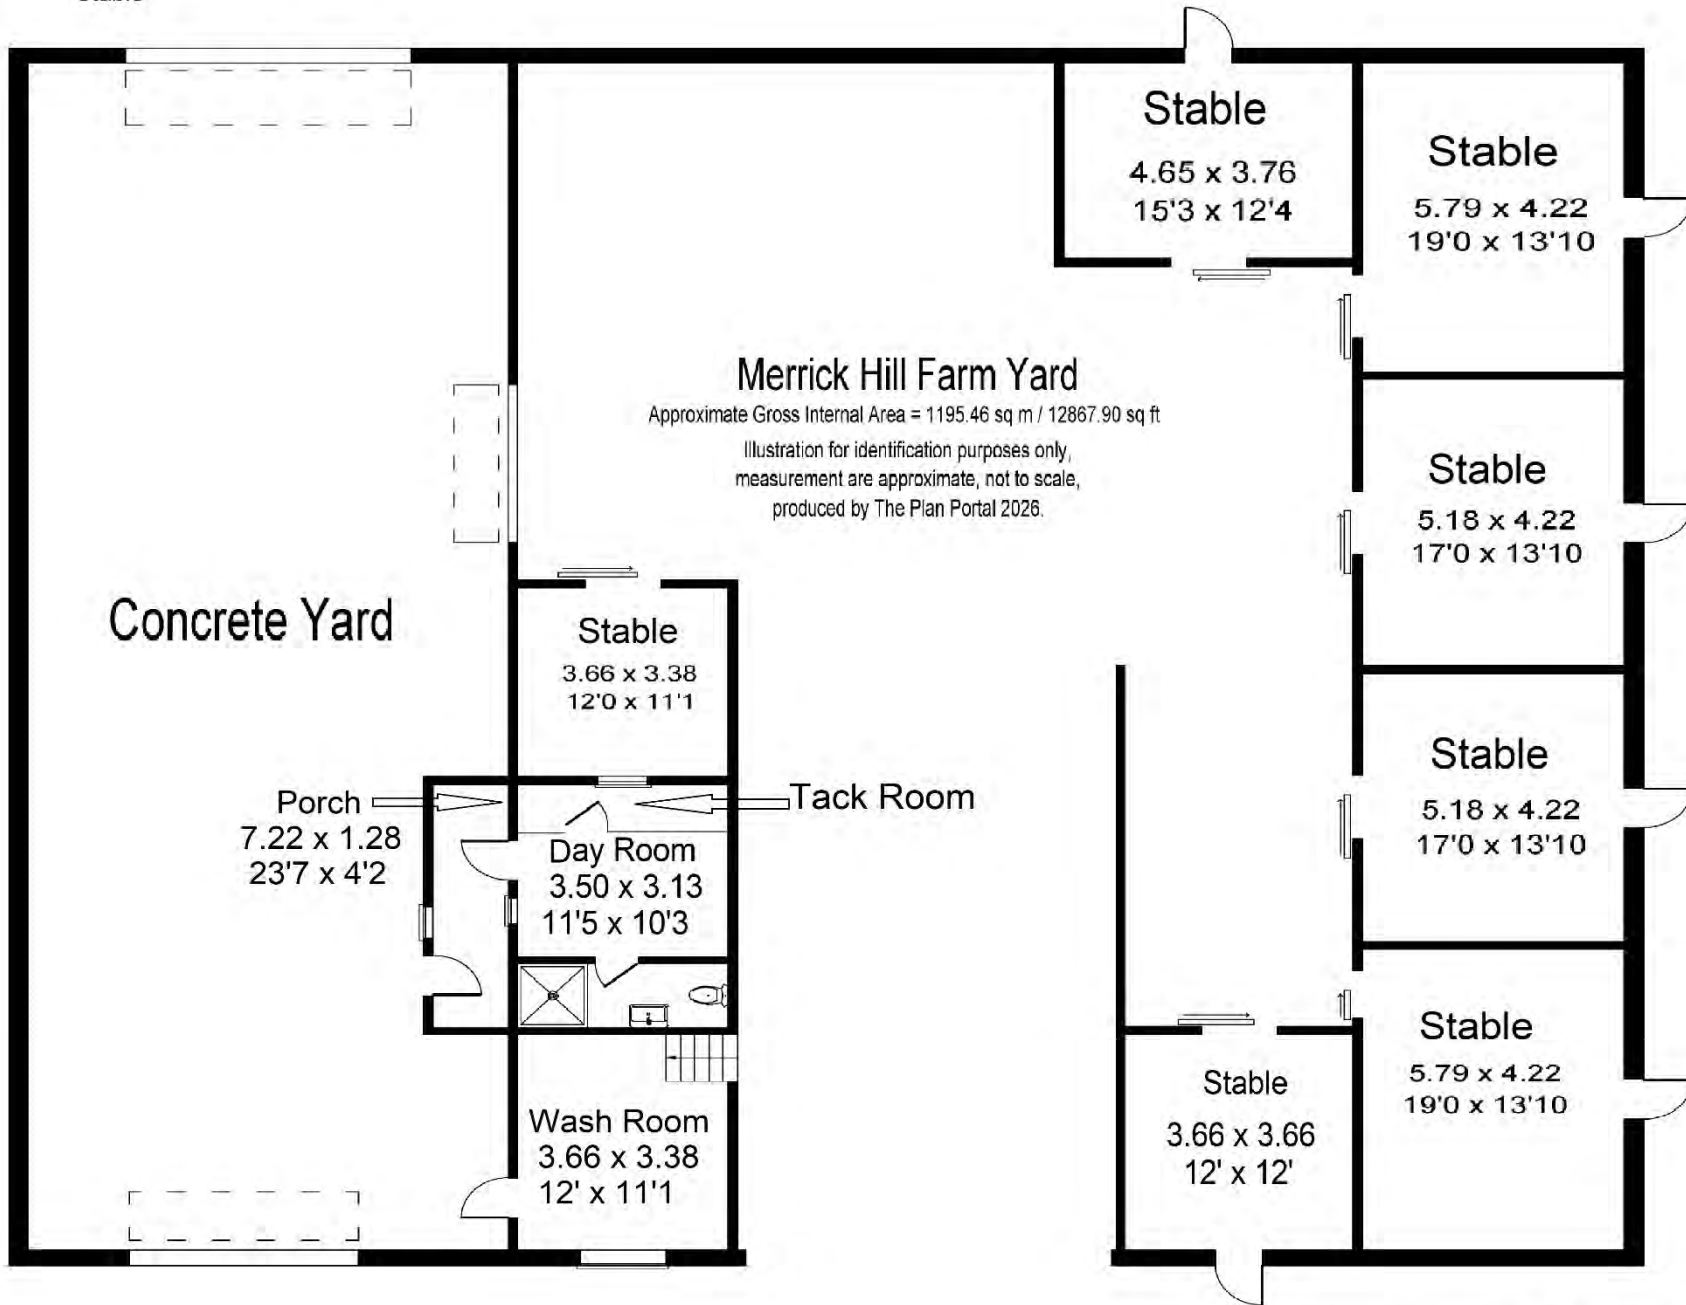 Stable
4.65 x 3.76
15'3 x 12'4
Stable
5.79 x 4.22
19'0 x 13'10
Merrick Hill Farm Yard
Approximate Gross Internal Area = 1195.46 sq m / 12867.90 sq ft
Illustration for identification purposes only,
measurement are approximate, not to scale,
produced by The Plan Portal 2026.
Stable
5.18 x 4.22
17'0 x 13'10
Concrete Yard
Stable
3.66 x 3.38
12'0 x 11'1
Stable
5.18 x 4.22
17'0 x 13'10
Porch
7.22 x 1.28
23'7 x 4'2
Tack Room
Day Room
3.50 x 3.13
11'5 x 10'3
Stable
5.79 x 4.22
19'0 x 13'10
Stable
3.66 x 3.66
12' x 12'
Wash Room
3.66 x 3.38
12' x 11'1